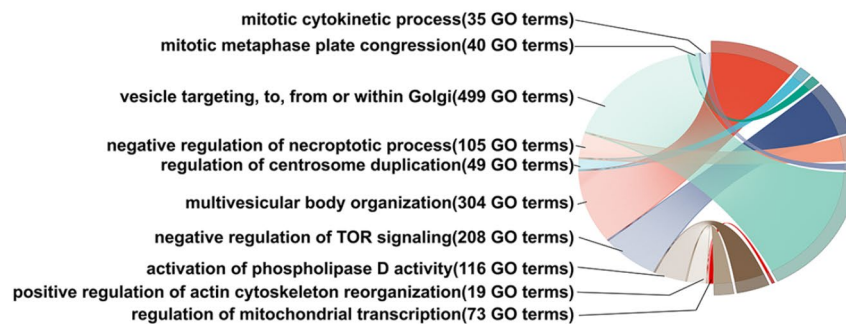 mitotic cytokinetic process(35 GO terms)
mitotic metaphase plate congression(40 GO terms)
vesicle targeting, to, from or within Golgi(499 GO terms)
negative regulation of necroptotic process(105 GO terms)
regulation of centrosome duplication(49 GO terms)
multivesicular body organization(304 GO terms)
negative regulation of TOR signaling(208 GO terms)
activation of phospholipase D activity(116 GO terms)
positive regulation of actin cytoskeleton reorganization(19 GO terms)
regulation of mitochondrial transcription(73 GO terms)